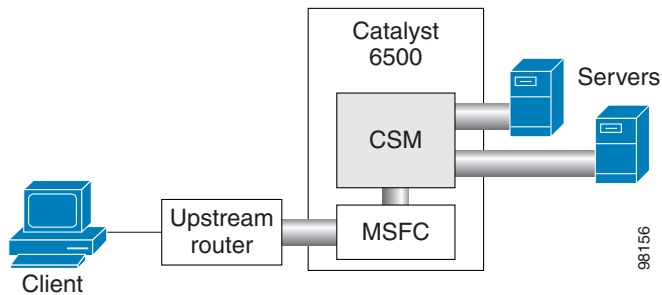 Catalyst
6500
Servers
CSM
Upstream
router
MSFC
Client
98156